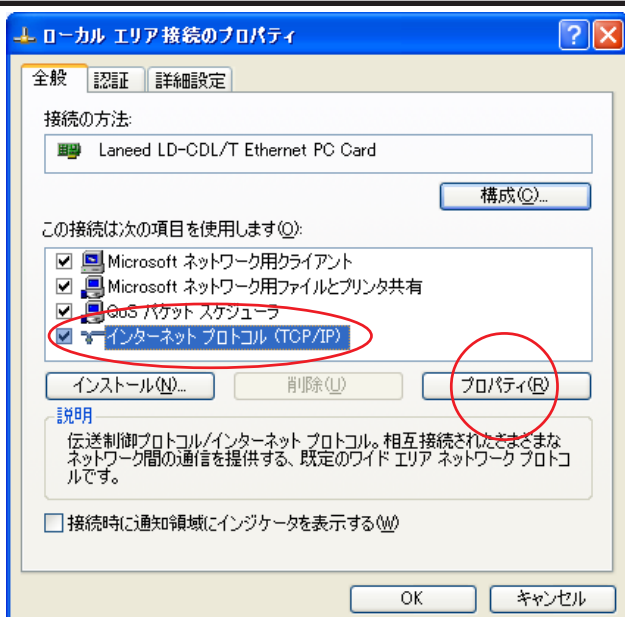 ローカル エリア接続のプロパティ
全般 認証 詳細設定
接続の方法:
Laneed LD-CDL/T Ethernet PC Card
構成(C)...
この接続は次の項目を使用します(O):
Microsoft ネットワーク用クライアント
Microsoft ネットワーク用ファイルとプリンタ共有
QoS パケット スケジューラ
インターネット プロトコル (TCP/IP)
インストール(N)... 削除(U) プロパティ(R)
説明
伝送制御プロトコル/インターネット プロトコル。相互接続されたさまざまな
ネットワーク間の通信を提供する、既定のワイド エリア ネットワーク プロトコ
ルです。
接続時に通知領域にインジケータを表示する(W)
OK キャンセル